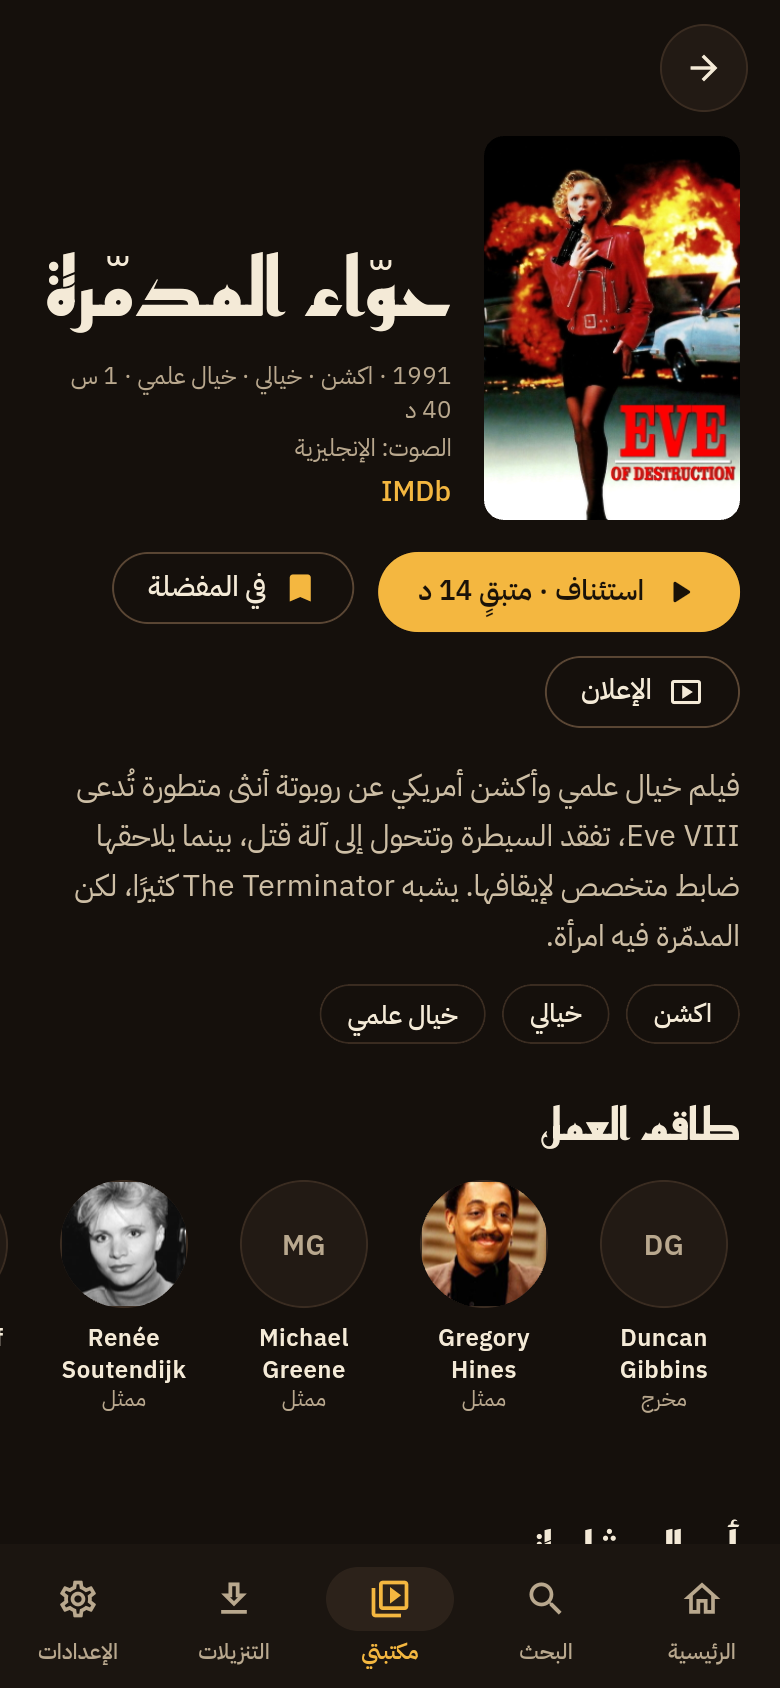 حوّاء المدمّرة
1991 · اكشن · خيالي · خيال علمي · 1 س
40 د
الصوت: الإنجليزية
IMDb
EVE
OF DESTRUCTION
استئناف · متبقٍ 14 د
في المفضلة
الإعلان
فيلم خيال علمي وأكشن أمريكي عن روبوتة أنثى متطورة تُدعى
Eve VIII، تفقد السيطرة وتتحول إلى آلة قتل، بينما يلاحقها
ضابط متخصص لإيقافها. يشبه The Terminator كثيرًا، لكن
المدمّرة فيه امرأة.
اكشن
خيالي
خيال علمي
طاقم العمل
DG
Duncan
Gibbins
مخرج
Gregory
Hines
ممثل
MG
Michael
Greene
ممثل
Renée
Soutendijk
ممثل
الرئيسية
البحث
مكتبتي
التنزيلات
الإعدادات